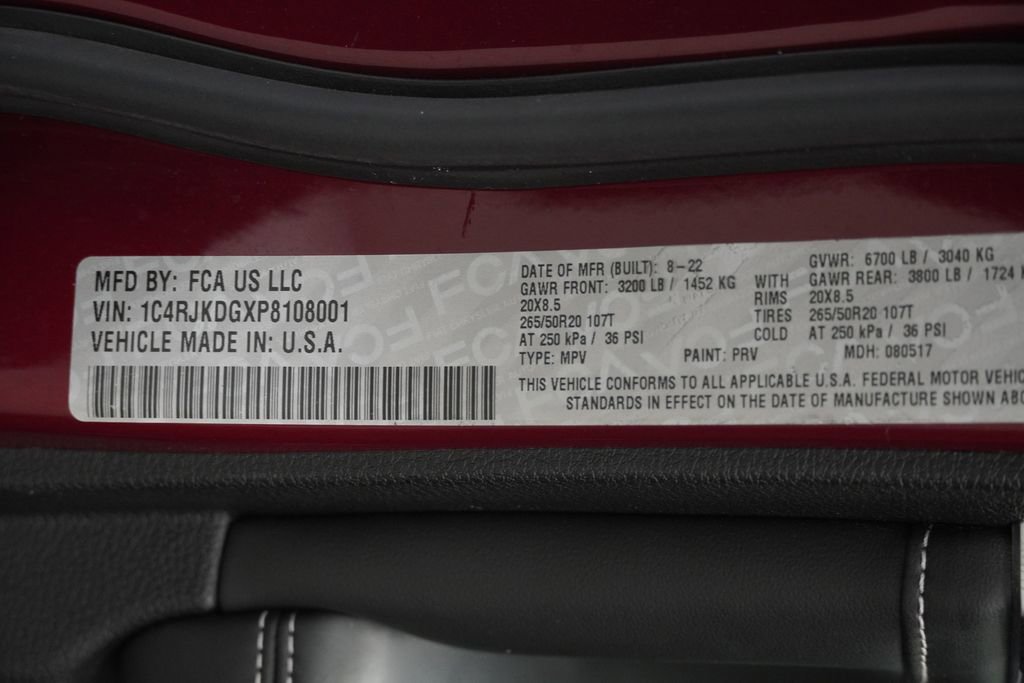 MFD BY: FCA US LLC
VIN: 1C4RJKDGXP8108001
VEHICLE MADE IN: U.S.A.
DATE OF MFR (BUILT): 8-22
GAWR FRONT: 3200 LB / 1452 KG
20X8.5
265/50R20 107T
AT 250 kPa / 36 PSI
TYPE: MPV
WITH
RIMS
TIRES
COLD
PAINT: PRV
GVWR: 6700 LB / 3040 KG
GAWR REAR: 3800 LB / 1724
20X8.5
265/50R20 107T
AT 250 kPa / 36 PSI
MDH: 080517
THIS VEHICLE CONFORMS TO ALL APPLICABLE U.S.A. FEDERAL MOTOR
STANDARDS IN EFFECT ON THE DATE OF MANUFACTURE SHOWN